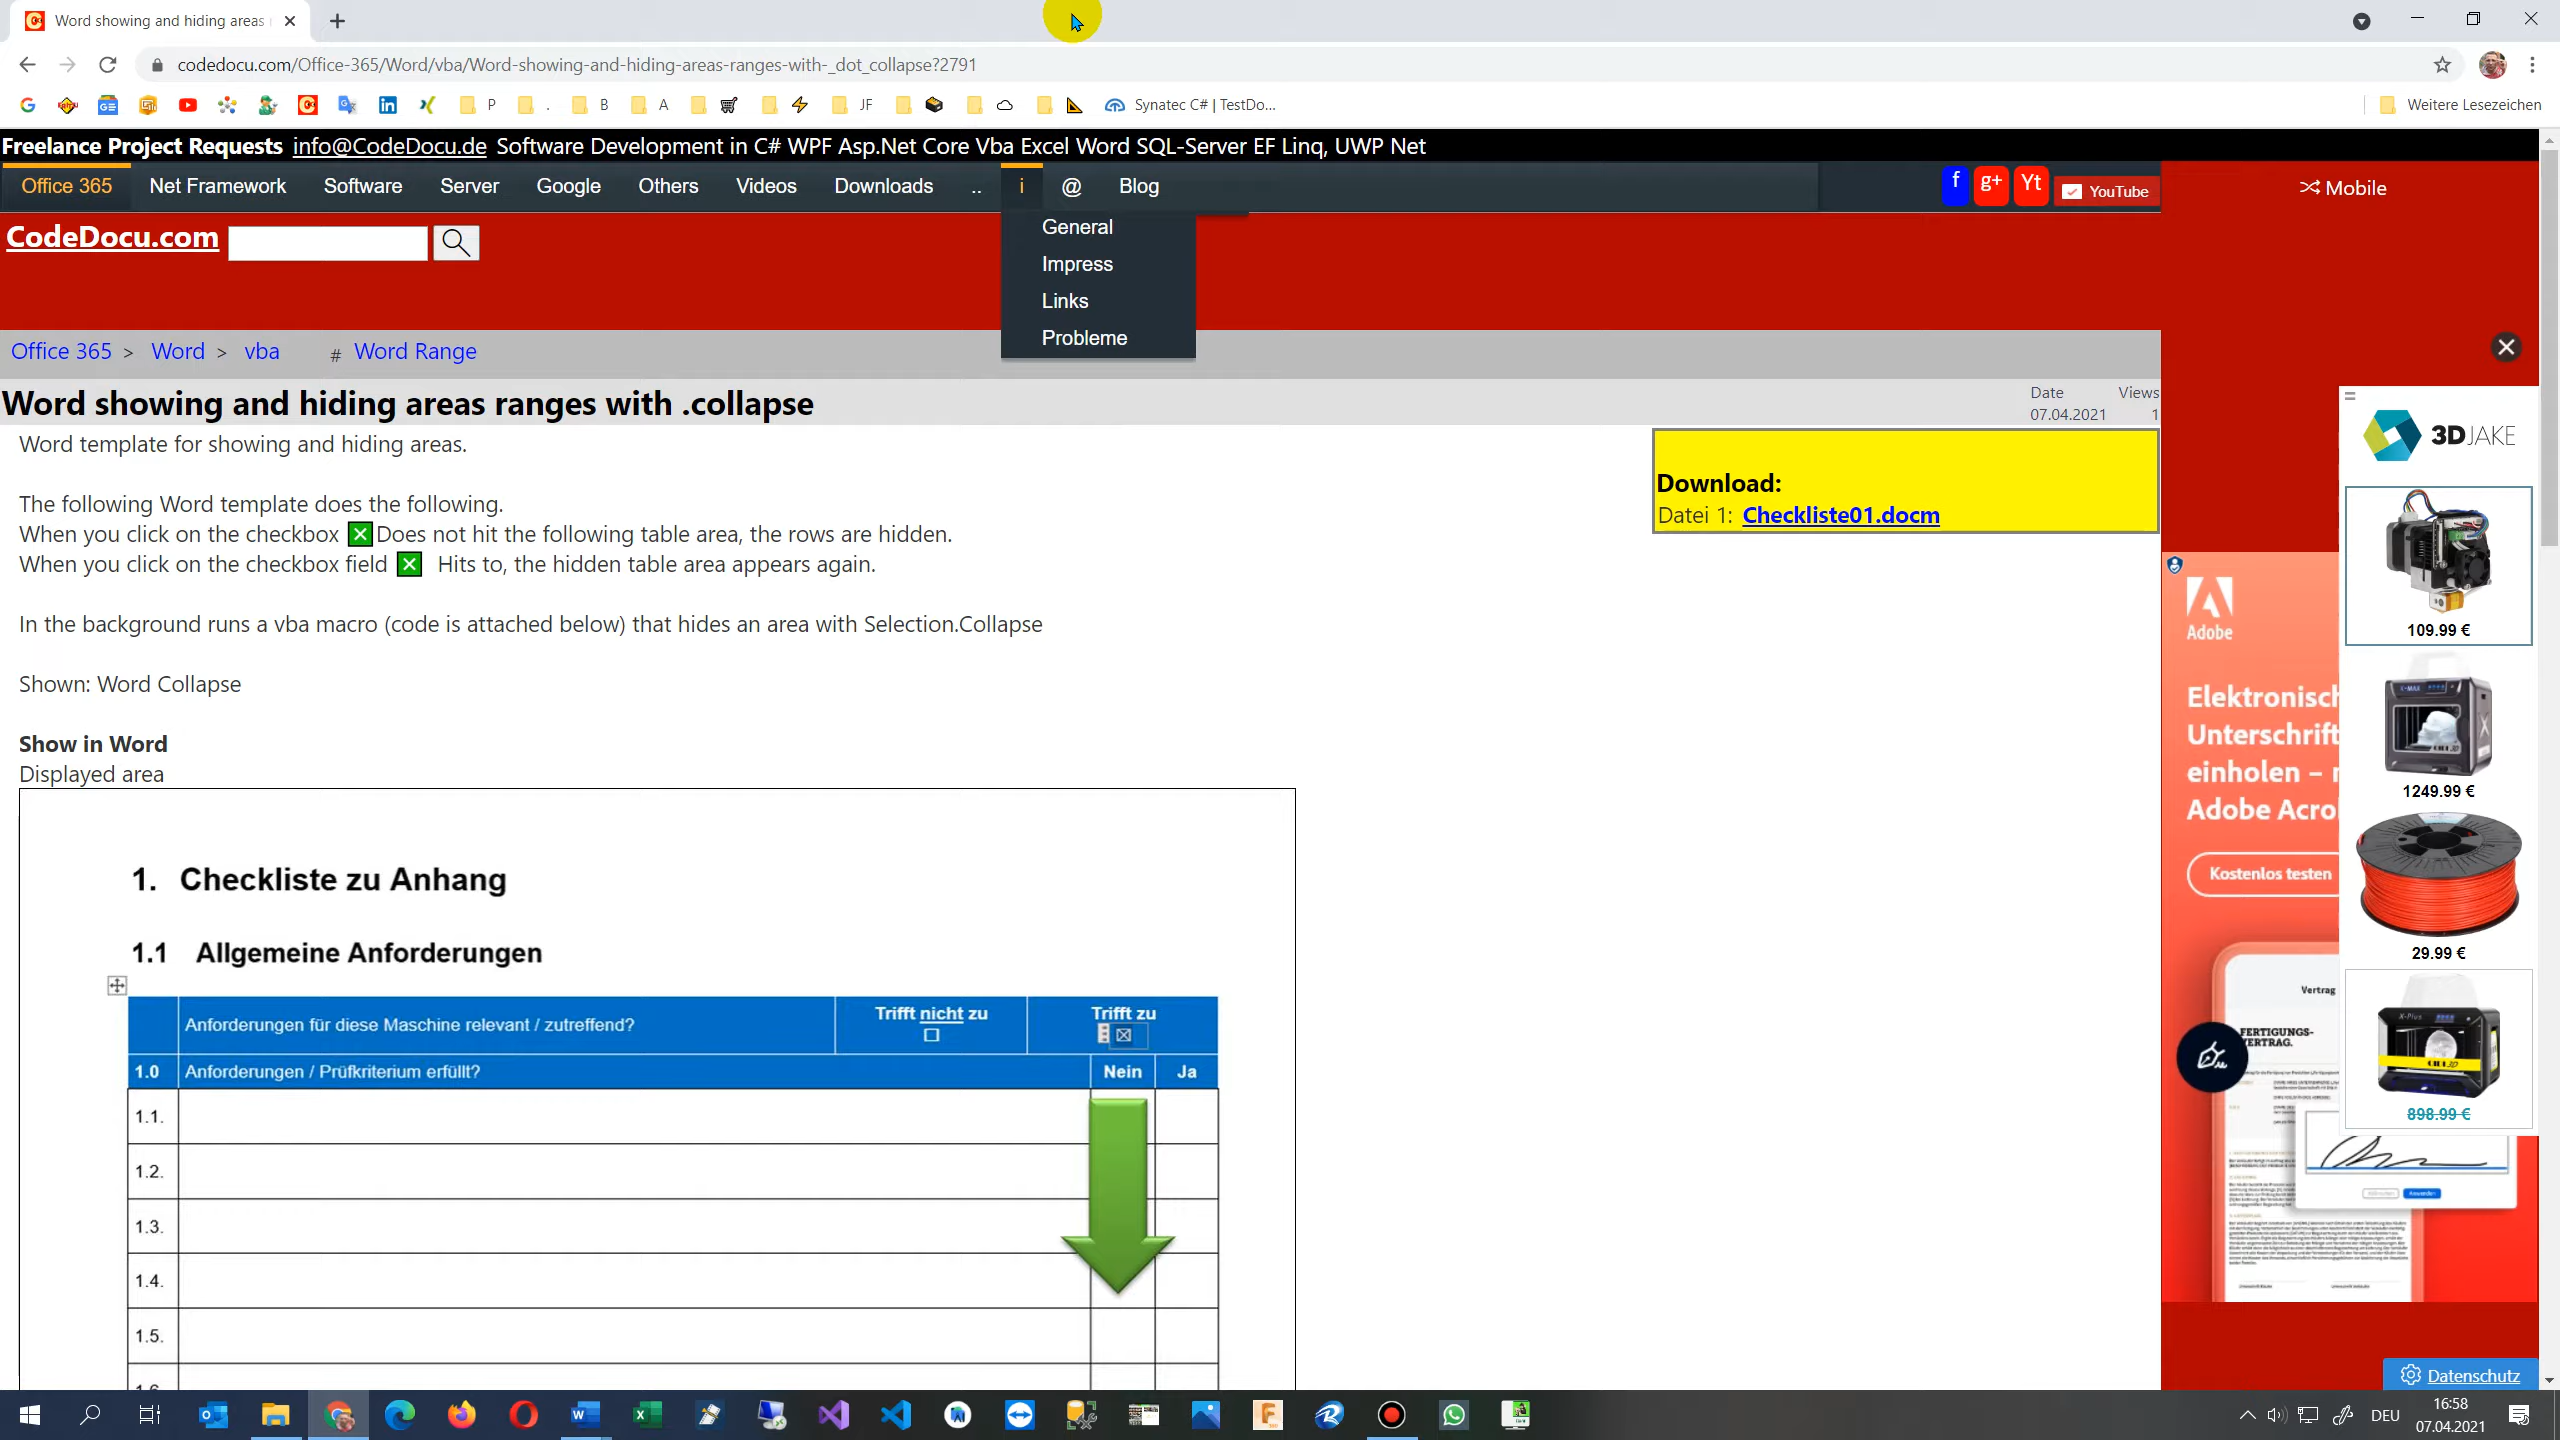 Word showing and hiding areas
codedocu.com/Office-365/Word/vba/Word-showing-and-hiding-areas-ranges-with-_dot_collapse?2791
P . B A JF Synatec C# | TestDo... Weitere Lesezeichen
Freelance Project Requests info@CodeDocu.de Software Development in C# WPF Asp.Net Core Vba Excel Word SQL-Server EF Linq, UWP Net
Office 365 Net Framework Software Server Google Others Videos Downloads .. i @ Blog f g+ Yt YouTube Mobile
General
Impress
Links
Probleme
CodeDocu.com
Office 365 > Word > vba # Word Range
Word showing and hiding areas ranges with .collapse
Date Views
07.04.2021 1
Word template for showing and hiding areas.
The following Word template does the following.
When you click on the checkbox Does not hit the following table area, the rows are hidden.
When you click on the checkbox field Hits to, the hidden table area appears again.
In the background runs a vba macro (code is attached below) that hides an area with Selection.Collapse
Shown: Word Collapse
Show in Word
Displayed area
Download:
Datei 1: Checkliste01.docm
1. Checkliste zu Anhang
1.1 Allgemeine Anforderungen
Anforderungen für diese Maschine relevant / zutreffend? Trifft nicht zu Trifft zu
1.0 Anforderungen / Prüfkriterium erfüllt? Nein Ja
1.1.
1.2.
1.3.
1.4.
1.5.
1.6.
3DJAKE
109.99 €
1249.99 €
29.99 €
898.99 €
Adobe
Elektronisch
Unterschrift
einholen –
Adobe Acro
Kostenlos testen
Vertrag
FERTIGUNGS-
VERTRAG.
Datenschutz
DEU
16:58
07.04.2021